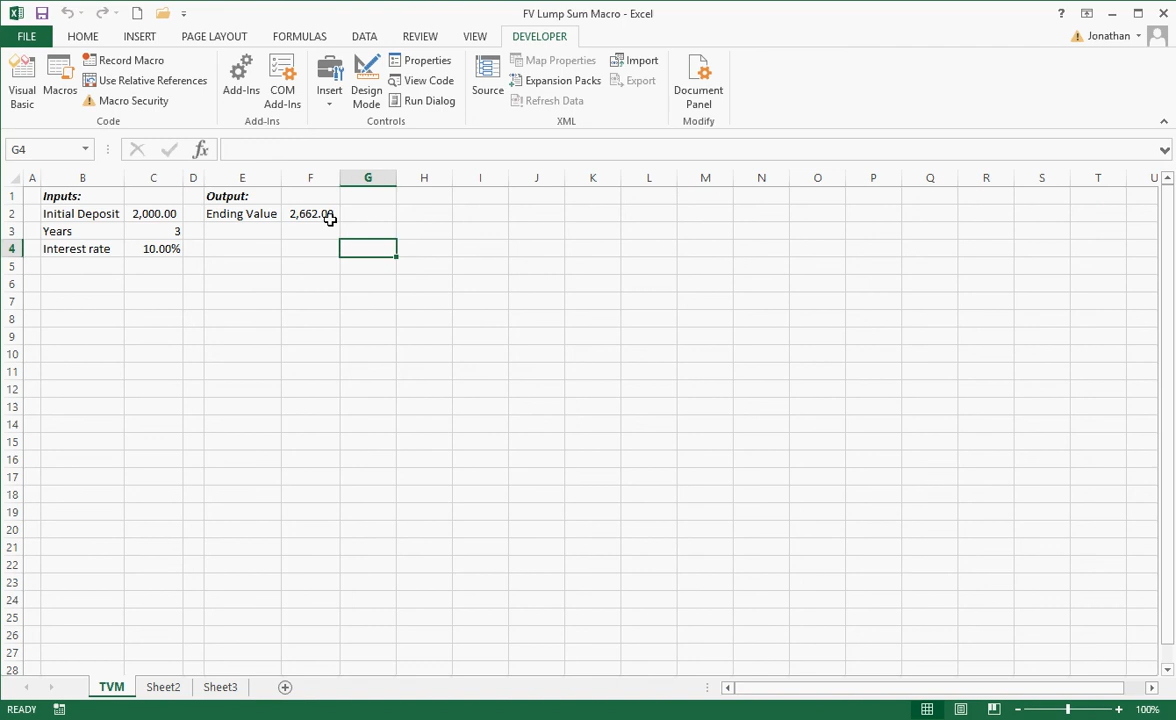 FV Lump Sum Macro - Excel
FILE HOME INSERT PAGE LAYOUT FORMULAS DATA REVIEW VIEW DEVELOPER Jonathan
Visual Basic
Macros
Record Macro
Use Relative References
Macro Security
Code
Add-Ins
COM Add-Ins
Add-Ins
Insert
Design Mode
Properties
View Code
Run Dialog
Controls
Source
Map Properties
Expansion Packs
Refresh Data
Import
Export
XML
Document Panel
Modify
G4 fx
A B C D E F G H I J K L M N O P Q R S T U
1 Inputs: Output:
2 Initial Deposit 2,000.00 Ending Value 2,662.00
3 Years 3
4 Interest rate 10.00%
5
6
7
8
9
10
11
12
13
14
15
16
17
18
19
20
21
22
23
24
25
26
27
28
TVM Sheet2 Sheet3
READY 100%